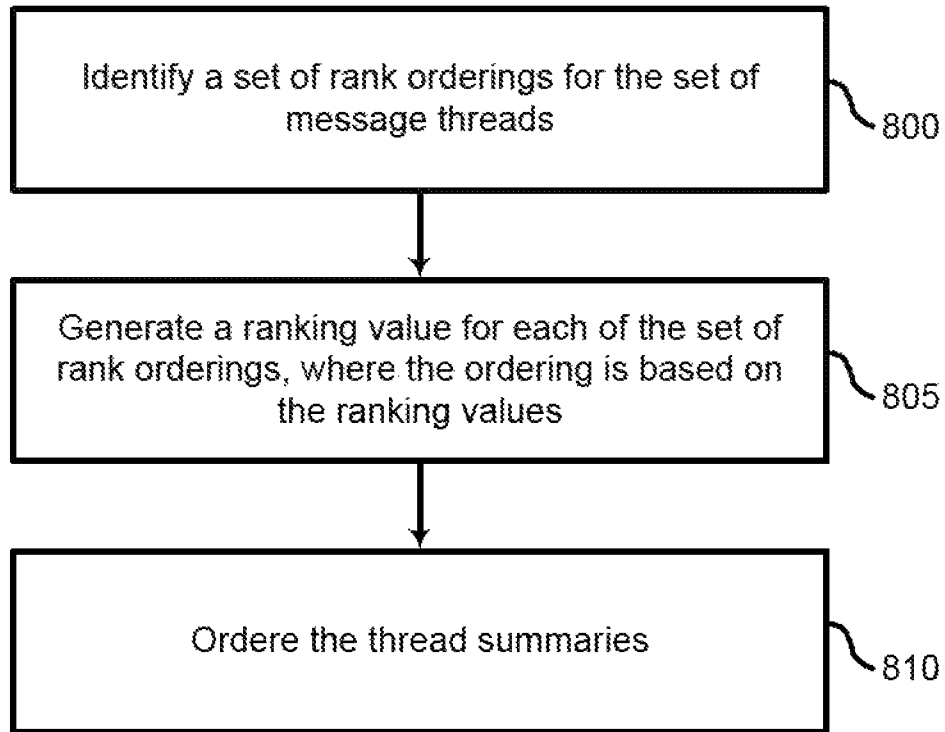 Identify a set of rank orderings for the set of
message threads
800
Generate a ranking value for each of the set of
rank orderings, where the ordering is based on
the ranking values
805
Ordere the thread summaries
810